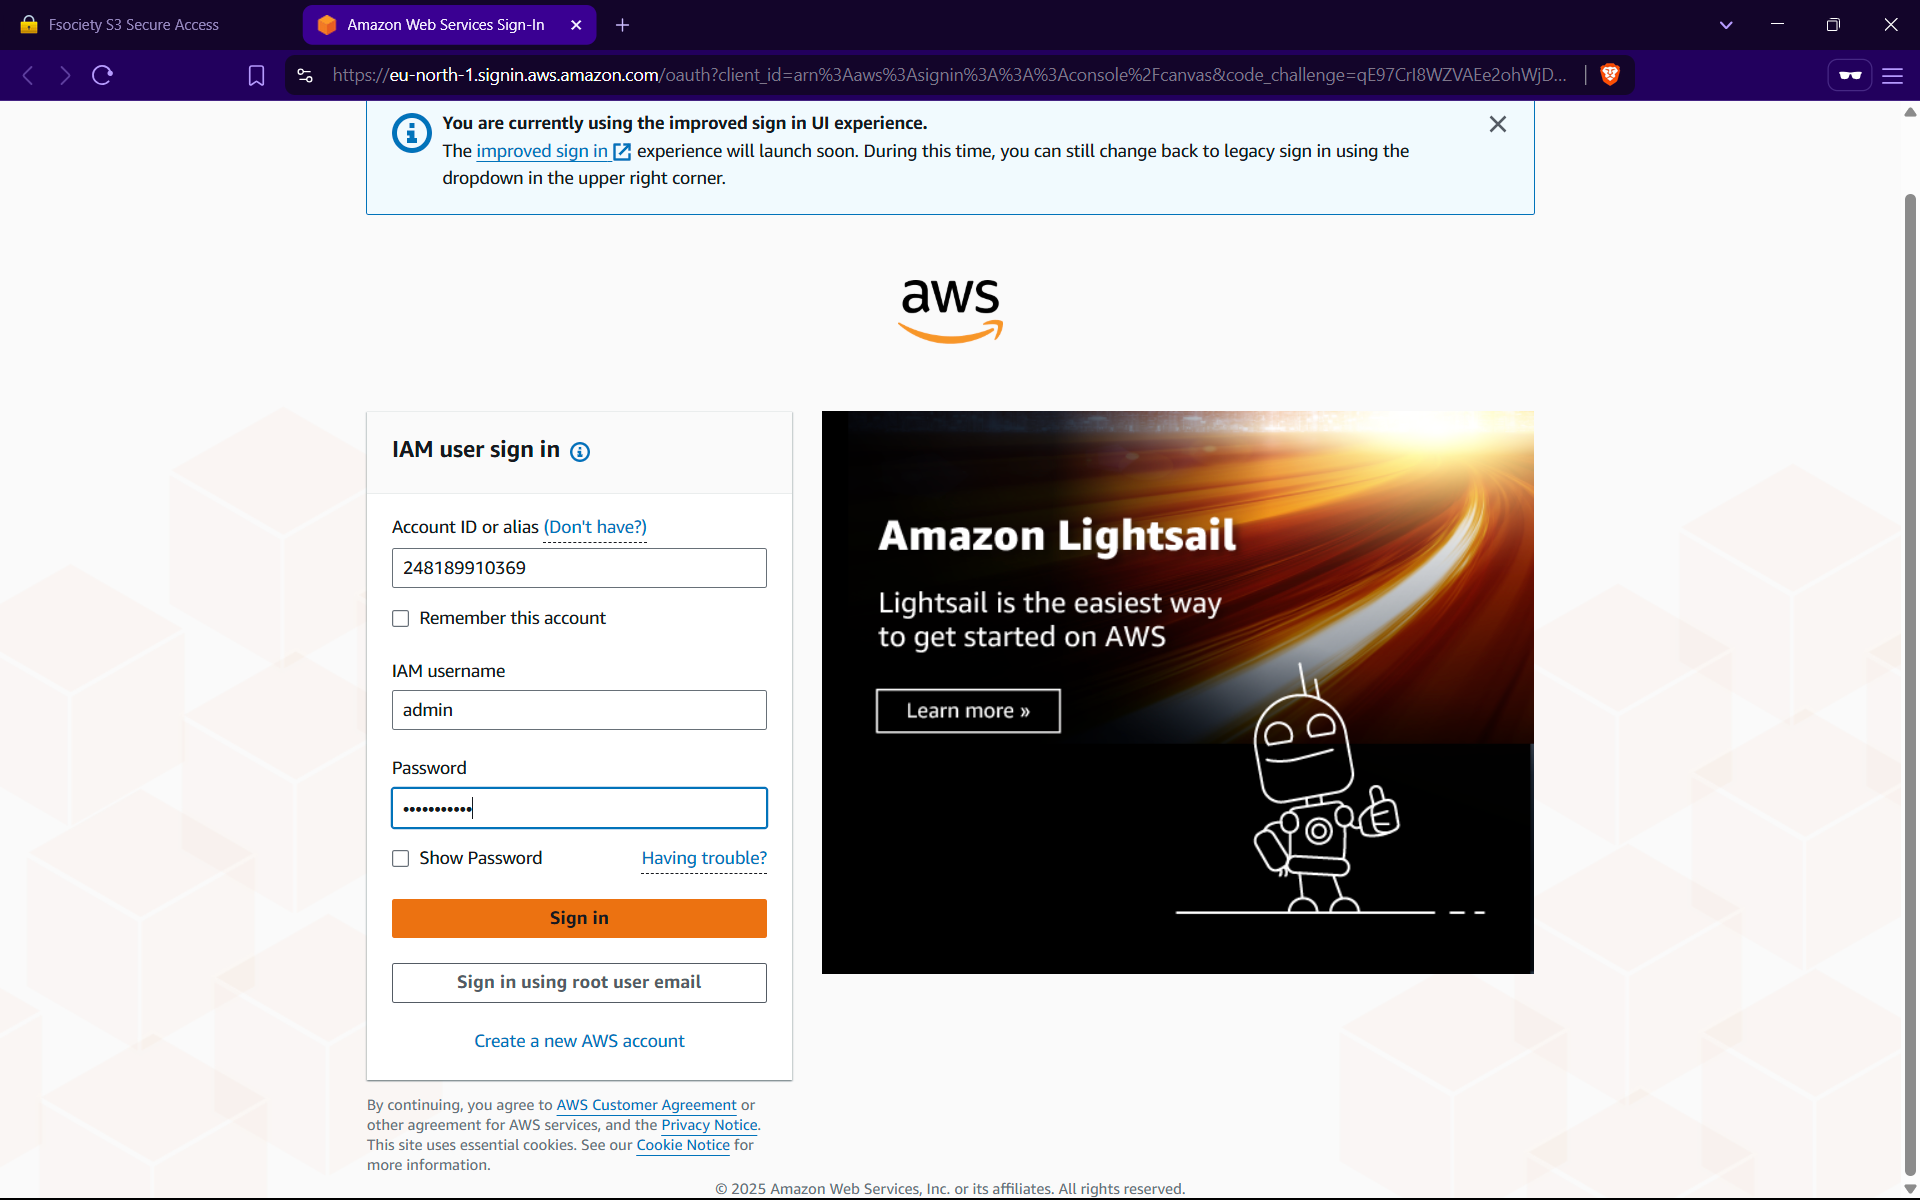 Fsociety S3 Secure Access
Amazon Web Services Sign-In
https://eu-north-1.signin.aws.amazon.com/oauth?client_id=arn%3Aaws%3Asignin%3A%3A%3Aconsole%2Fcanvas&code_challenge=qE97CrI8WZVAEe2ohWjD...
You are currently using the improved sign in UI experience.
The improved sign in experience will launch soon. During this time, you can still change back to legacy sign in using the
dropdown in the upper right corner.
aws
IAM user sign in
Account ID or alias (Don't have?)
248189910369
Remember this account
IAM username
admin
Password
•••••••••••
Show Password
Having trouble?
Sign in
Sign in using root user email
Create a new AWS account
Amazon Lightsail
Lightsail is the easiest way
to get started on AWS
Learn more »
By continuing, you agree to AWS Customer Agreement or
other agreement for AWS services, and the Privacy Notice.
This site uses essential cookies. See our Cookie Notice for
more information.
© 2025 Amazon Web Services, Inc. or its affiliates. All rights reserved.